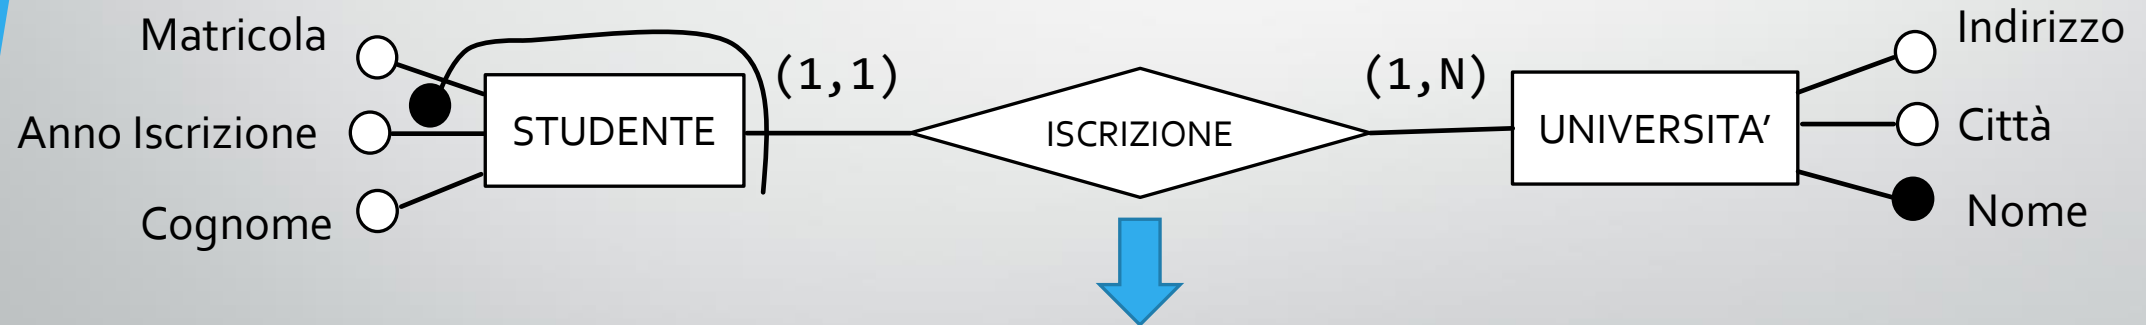 Matricola
Anno Iscrizione
Cognome
STUDENTE
(1,1)
ISCRIZIONE
(1,N)
UNIVERSITA’
Indirizzo
Città
Nome